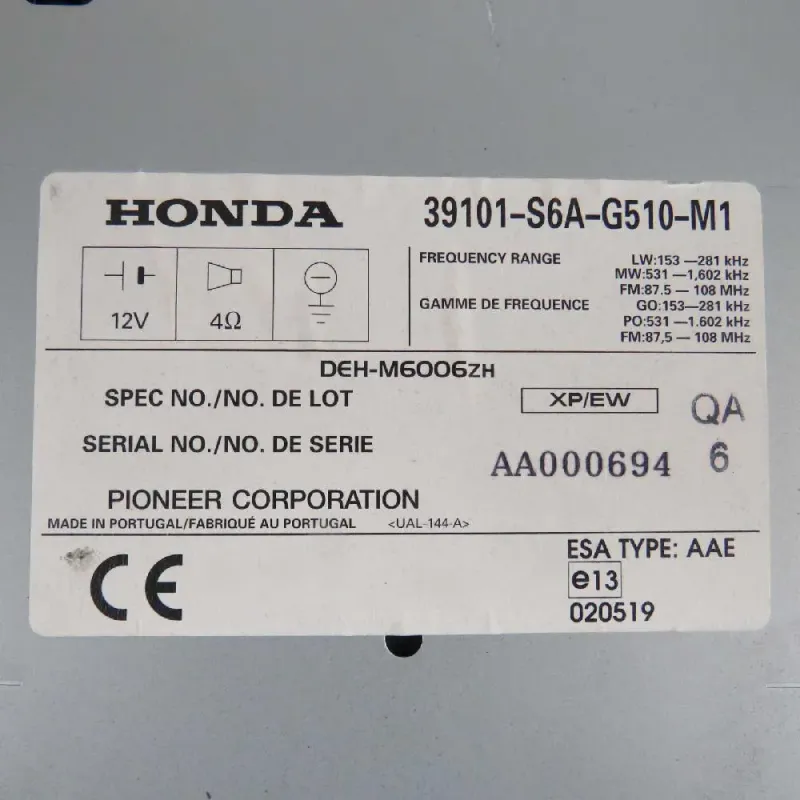 HONDA 39101-S6A-G510-M1
FREQUENCY RANGE LW:153 —281 kHz
MW:531 —1,602 kHz
FM:87.5 — 108 MHz
GAMME DE FREQUENCE GO:153—281 kHz
PO:531 —1.602 kHz
FM:87,5 — 108 MHz
12V 4Ω
DEH-M6006ZH
SPEC NO./NO. DE LOT XP/EW QA
SERIAL NO./NO. DE SERIE AA000694 6
PIONEER CORPORATION
MADE IN PORTUGAL/FABRIQUÉ AU PORTUGAL <UAL-144-A>
CE ESA TYPE: AAE
e13
020519